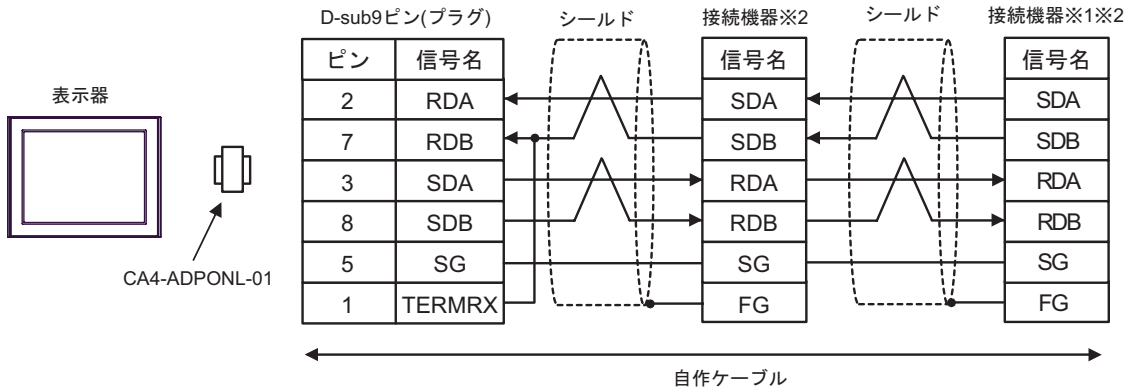 D-sub9ピン(プラグ) シールド 接続機器※2 シールド 接続機器※1※2
ピン 信号名 信号名 信号名
表示器
2 RDA SDA SDA
7 RDB SDB SDB
3 SDA RDA RDA
8 SDB RDB RDB
5 SG SG SG
CA4-ADPONL-01
1 TERMRX FG FG
自作ケーブル